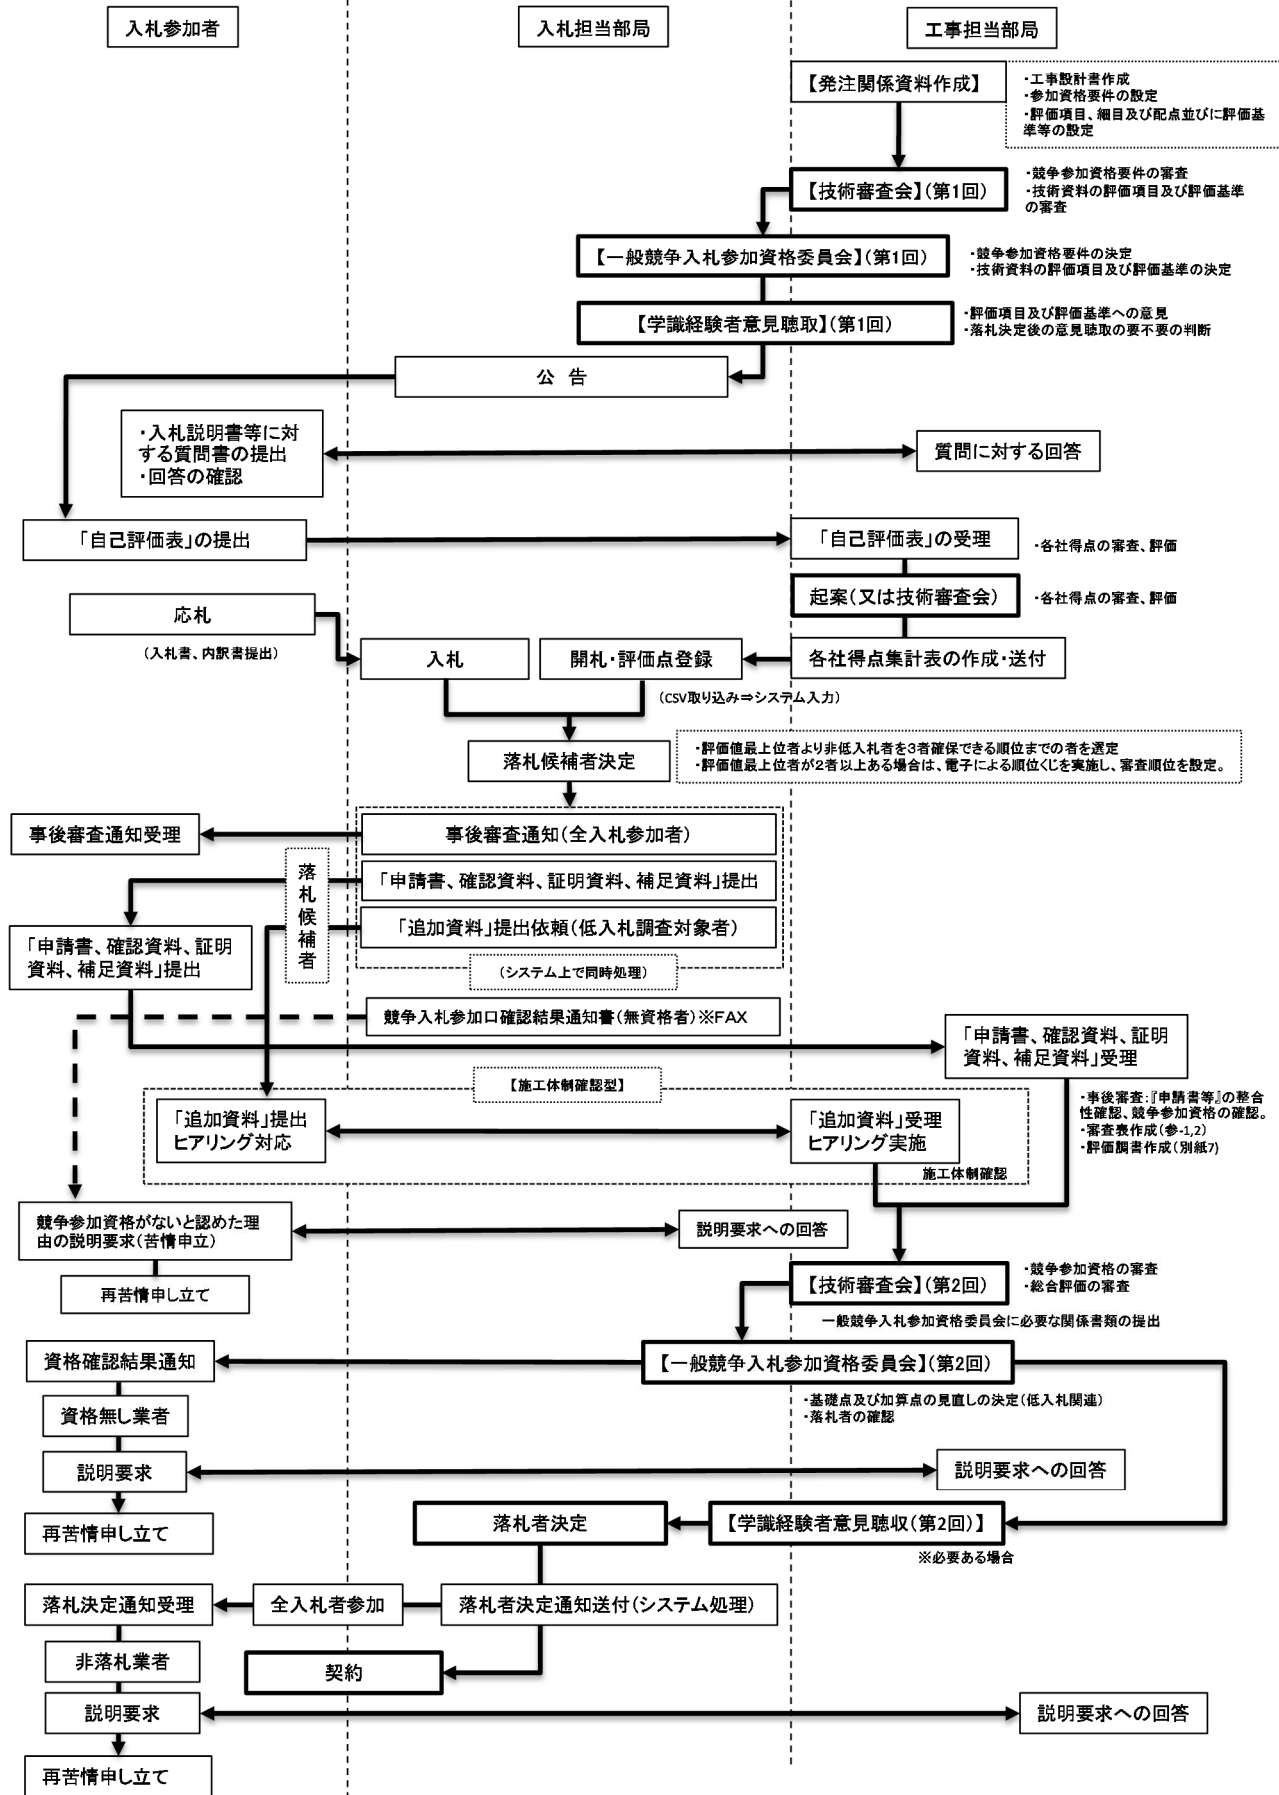 入札参加者
入札担当部局
工事担当部局
【発注関係資料作成】
・工事設計書作成
・参加資格要件の設定
・評価項目、細目及び配点並びに評価基
準等の設定
【技術審査会】(第1回)
・競争参加資格要件の審査
・技術資料の評価項目及び評価基準
の審査
【一般競争入札参加資格委員会】(第1回)
・競争参加資格要件の決定
・技術資料の評価項目及び評価基準の決定
【学識経験者意見聴取】(第1回)
・評価項目及び評価基準への意見
・落札決定後の意見聴取の要不要の判断
公 告
・入札説明書等に対
する質問書の提出
・回答の確認
質問に対する回答
「自己評価表」の提出
「自己評価表」の受理
・各社得点の審査、評価
起案(又は技術審査会)
・各社得点の審査、評価
応札
(入札書、内訳書提出)
入札
開札・評価点登録
各社得点集計表の作成・送付
(CSV取り込み⇒システム入力)
落札候補者決定
・評価値最上位者より非低入札者を3者確保できる順位までの者を選定
・評価値最上位者が2者以上ある場合は、電子による順位くじを実施し、審査順位を設定。
事後審査通知受理
事後審査通知(全入札参加者)
落札候補者
「申請書、確認資料、証明資料、補足資料」提出
「追加資料」提出依頼(低入札調査対象者)
(システム上で同時処理)
「申請書、確認資料、証明
資料、補足資料」提出
競争入札参加口確認結果通知書(無資格者)※FAX
「申請書、確認資料、証明
資料、補足資料」受理
【施工体制確認型】
「追加資料」提出
ヒアリング対応
「追加資料」受理
ヒアリング実施
施工体制確認
・事後審査:『申請書等』の整合
性確認、競争参加資格の確認。
・審査表作成(参-1,2)
・評価調書作成(別紙7)
競争参加資格がないと認めた理
由の説明要求(苦情申立)
説明要求への回答
再苦情申し立て
【技術審査会】(第2回)
・競争参加資格の審査
・総合評価の審査
一般競争入札参加資格委員会に必要な関係書類の提出
資格確認結果通知
【一般競争入札参加資格委員会】(第2回)
・基礎点及び加算点の見直しの決定(低入札関連)
・落札者の確認
資格無し業者
説明要求
説明要求への回答
再苦情申し立て
落札者決定
【学識経験者意見聴収(第2回)】
※必要ある場合
落札決定通知受理
全入札者参加
落札者決定通知送付(システム処理)
非落札業者
契約
説明要求
説明要求への回答
再苦情申し立て